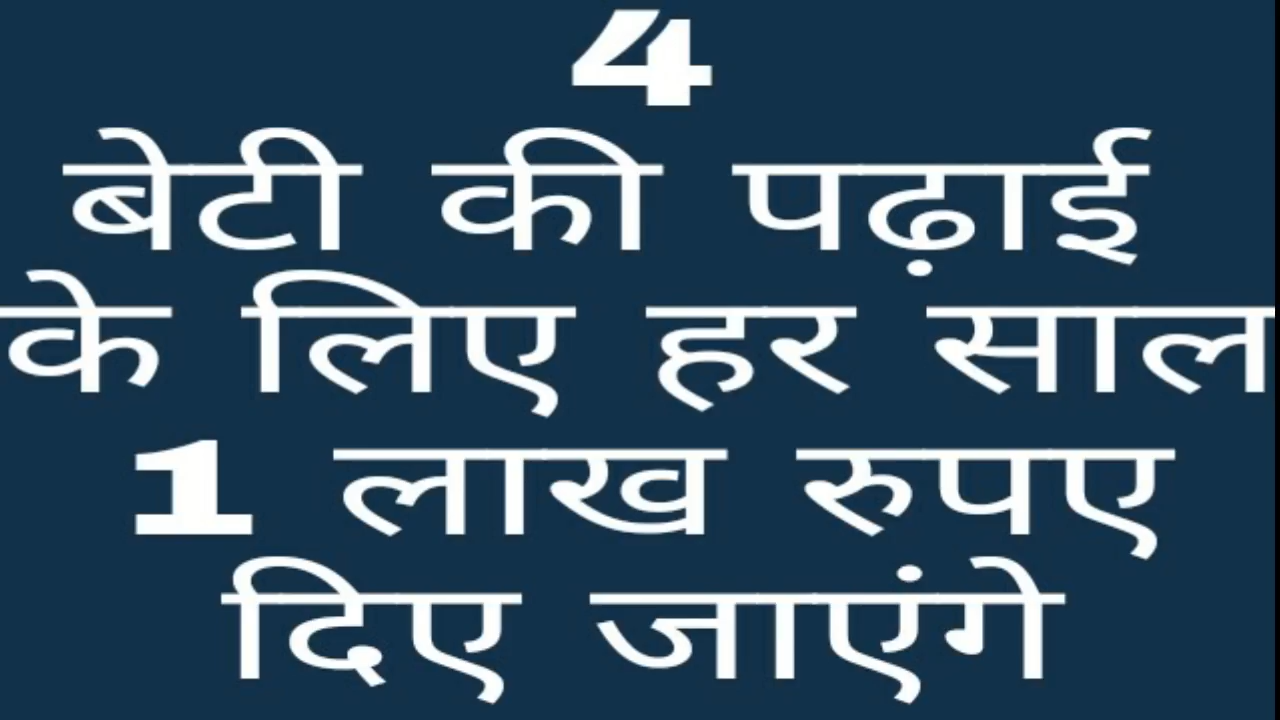 4
बेटी की पढ़ाई
के लिए हर साल
1 लाख रुपए
दिए जाएंगे